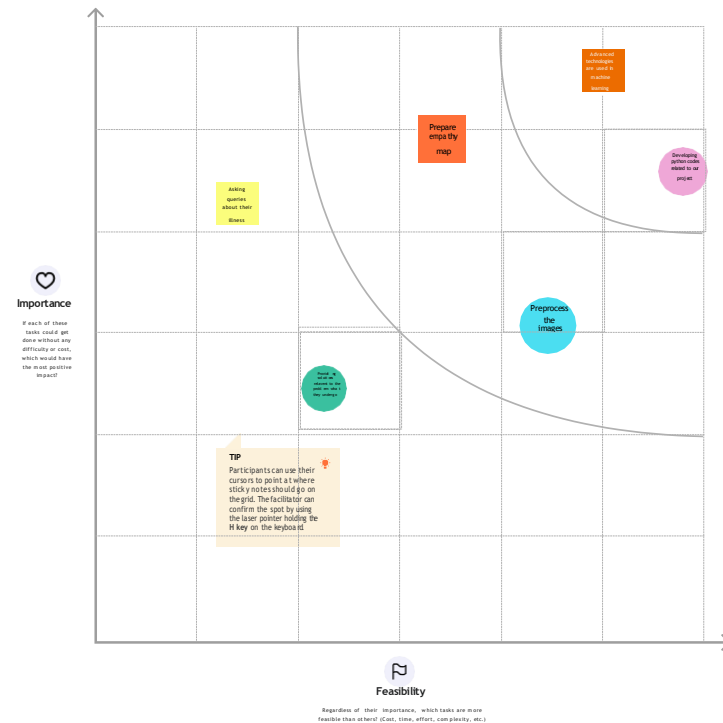 Advanced
technologies
are used in
machine
learning
Prepare
empathy
map
Developing
python codes
related to our
project
Asking
queries
about their
illness
Importance
If each of these
tasks could get
done without any
difficulty or cost,
which would have
the most positive
impact?
Preprocess
the
images
TIP
Participants can use their
cursors to point at where
sticky notes should go on
the grid. The facilitator can
confirm the spot by using
the laser pointer holding the
H key on the keyboard.
Feasibility
Regardless of their importance, which tasks are more
feasible than others? (Cost, time, effort, complexity, etc.)